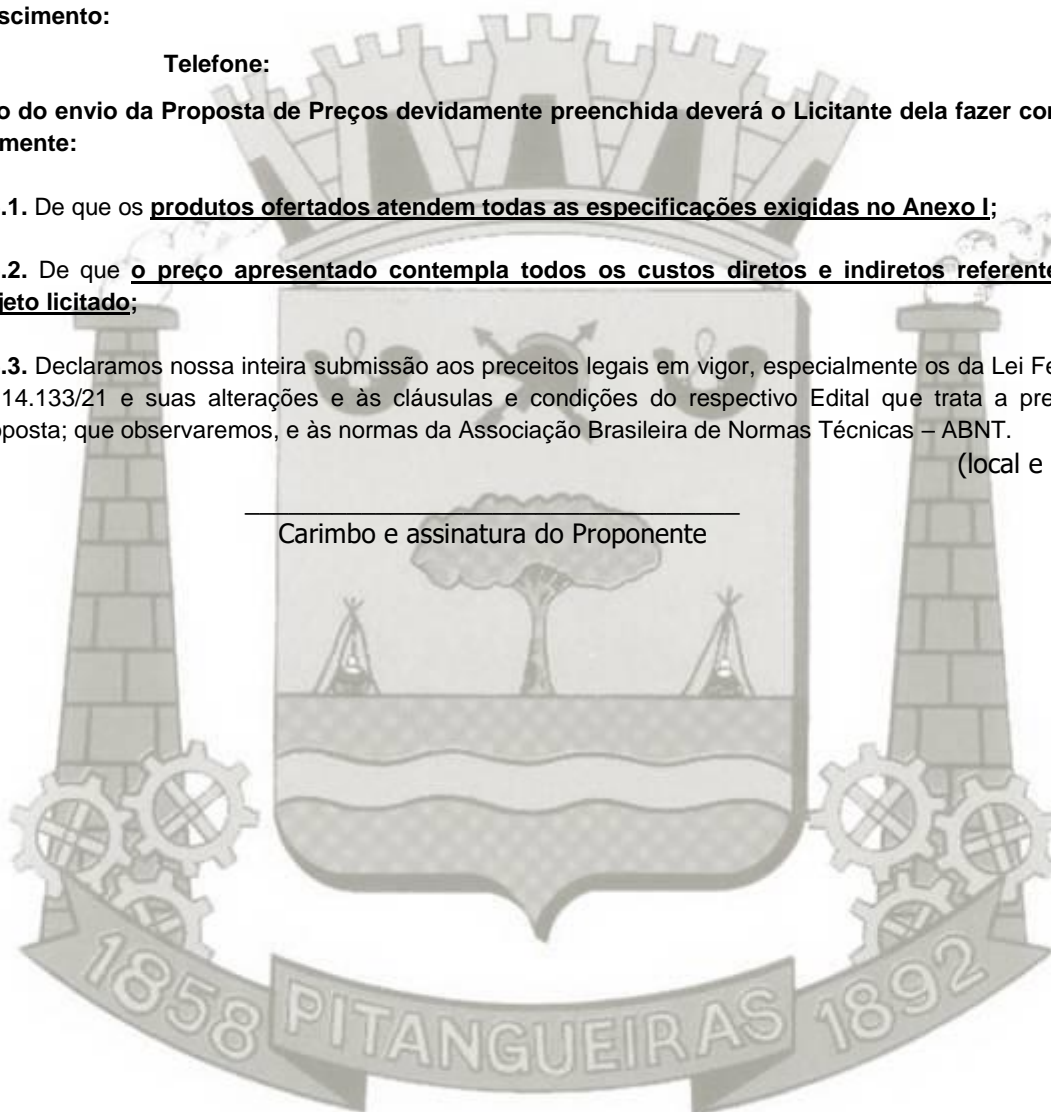 scimento:
Telefone:
o do envio da Proposta de Preços devidamente preenchida deverá o Licitante dela fazer con
mente:
.1. De que os produtos ofertados atendem todas as especificações exigidas no Anexo I;
.2. De que o preço apresentado contempla todos os custos diretos e indiretos referente
jeto licitado;
.3. Declaramos nossa inteira submissão aos preceitos legais em vigor, especialmente os da Lei Fe
14.133/21 e suas alterações e às cláusulas e condições do respectivo Edital que trata a pre
posta; que observaremos, e às normas da Associação Brasileira de Normas Técnicas – ABNT.
(local e
Carimbo e assinatura do Proponente
1858 PITANGUEIRAS 1892